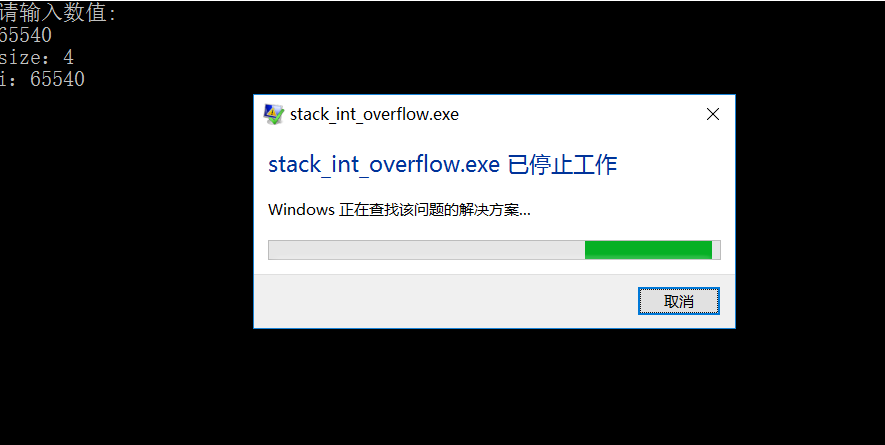 请输入数值:
65540
size：4
i：65540
stack_int_overflow.exe
stack_int_overflow.exe 已停止工作
Windows 正在查找该问题的解决方案...
取消